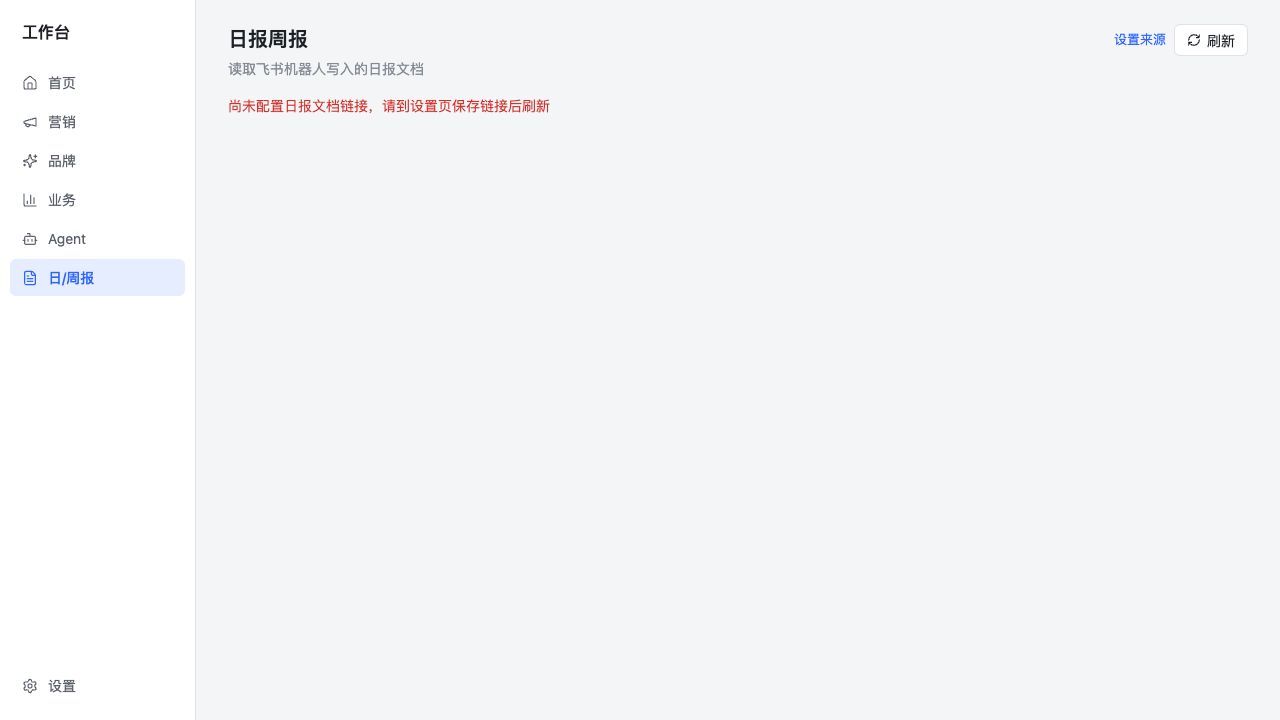 工作台
首页
营销
品牌
业务
Agent
日/周报
设置
日报周报
设置来源
刷新
读取飞书机器人写入的日报文档
尚未配置日报文档链接，请到设置页保存链接后刷新